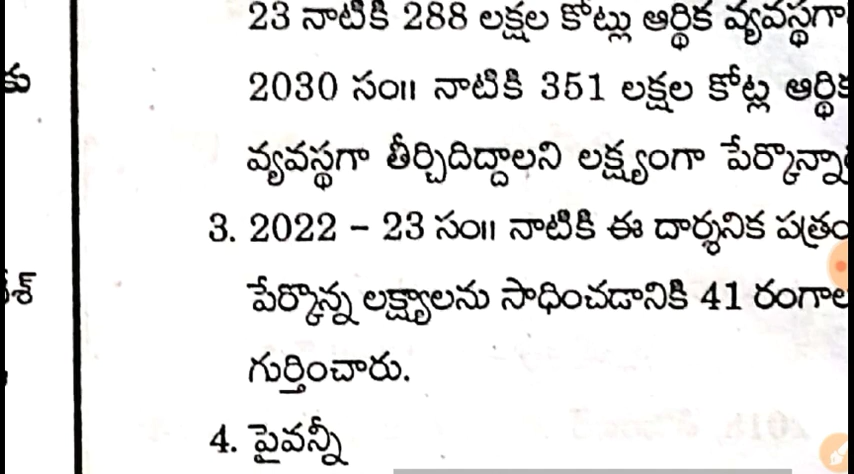 23 నాటికి 288 లక్షల కోట్లు ఆర్థిక వ్యవస్థగా
కు
2030 సం॥ నాటికి 351 లక్షల కోట్ల ఆర్థిక
వ్యవస్థగా తీర్చిదిద్దాలని లక్ష్యంగా పేర్కొన్నా
3. 2022 – 23 సం॥ నాటికి ఈ దార్శనిక పత్రం
పేర్కొన్న లక్ష్యాలను సాధించడానికి 41 రంగాల
గుర్తించారు.
4. పైవన్నీ